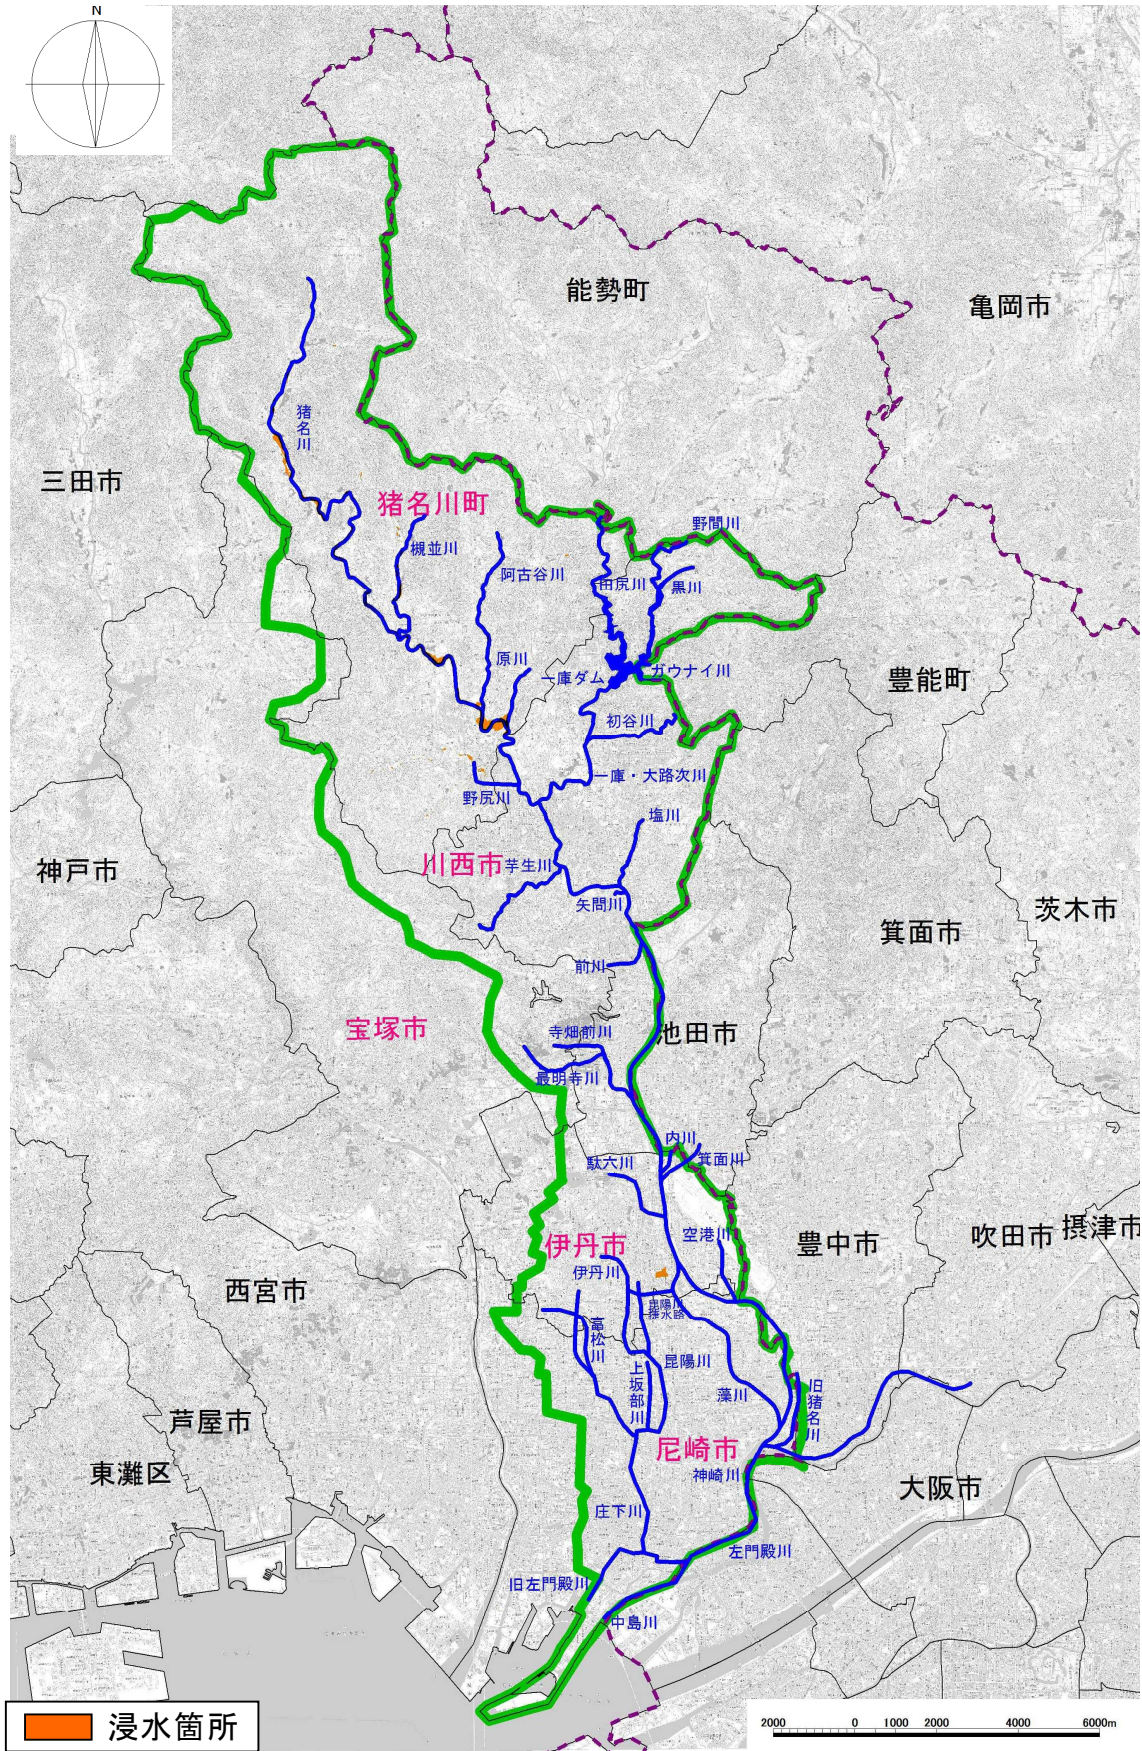 N
能勢町
亀岡市
猪名川
三田市
猪名川町
野間川
槻並川
阿古谷川
田尻川
黒川
原川
一庫ダム
ガウナイ川
豊能町
初谷川
一庫・大路次川
野尻川
塩川
川西市
芋生川
神戸市
矢問川
茨木市
箕面市
前川
宝塚市
寺畑前川
池田市
最明寺川
内川
駄六川
箕面川
空港川
伊丹市
豊中市
吹田市
摂津市
伊丹川
西宮市
昆陽川
排水路
富松川
昆陽川
上坂部川
藻川
旧猪名川
芦屋市
尼崎市
東灘区
神崎川
大阪市
庄下川
左門殿川
旧左門殿川
中島川
浸水箇所
2000 0 1000 2000 4000 6000m